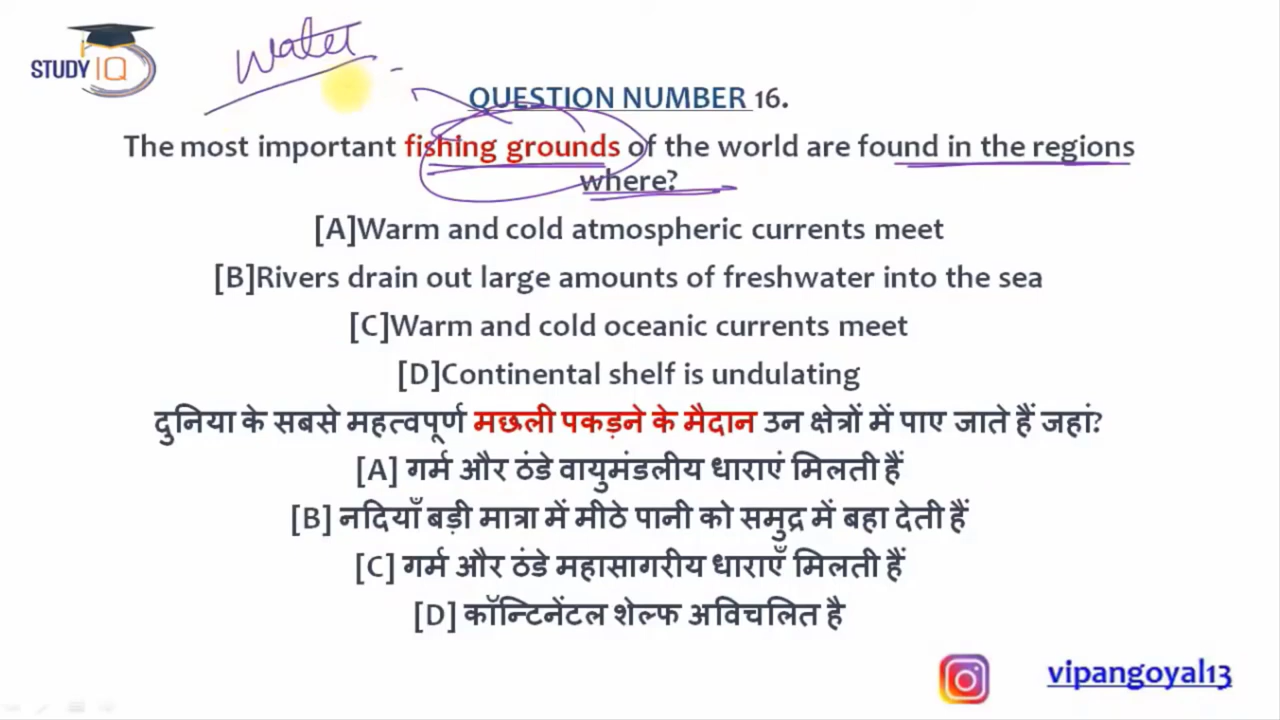 STUDY IQ
water
QUESTION NUMBER 16.
The most important fishing grounds of the world are found in the regions
where?
[A]Warm and cold atmospheric currents meet
[B]Rivers drain out large amounts of freshwater into the sea
[C]Warm and cold oceanic currents meet
[D]Continental shelf is undulating
दुनिया के सबसे महत्वपूर्ण मछली पकड़ने के मैदान उन क्षेत्रों में पाए जाते हैं जहां?
[A] गर्म और ठंडे वायुमंडलीय धाराएं मिलती हैं
[B] नदियाँ बड़ी मात्रा में मीठे पानी को समुद्र में बहा देती हैं
[C] गर्म और ठंडे महासागरीय धाराएँ मिलती हैं
[D] कॉन्टिनेंटल शेल्फ अविचलित है
vipangoyal13